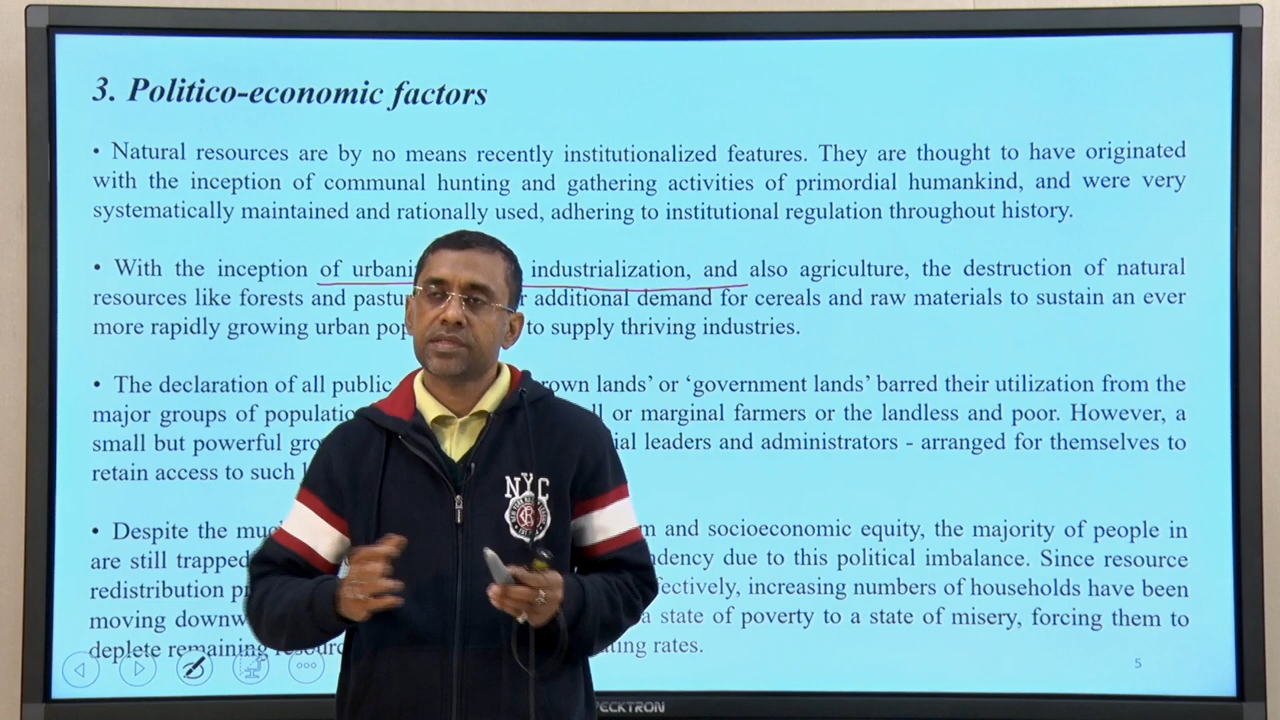 3. Politico-economic factors
• Natural resources are by no means recently institutionalized features. They are thought to have originated
with the inception of communal hunting and gathering activities of primordial humankind, and were very
systematically maintained and rationally used, adhering to institutional regulation throughout history.
• With the inception of urbani industrialization, and also agriculture, the destruction of natural
resources like forests and pastu additional demand for cereals and raw materials to sustain an ever
more rapidly growing urban pop to supply thriving industries.
• The declaration of all public rown lands’ or ‘government lands’ barred their utilization from the
major groups of populatio or marginal farmers or the landless and poor. However, a
small but powerful gro ial leaders and administrators - arranged for themselves to
retain access to such
• Despite the mu m and socioeconomic equity, the majority of people in
are still trapped ndency due to this political imbalance. Since resource
redistribution p fectively, increasing numbers of households have been
moving downw a state of poverty to a state of misery, forcing them to
deplete remaining resour ting rates.
5
NYC